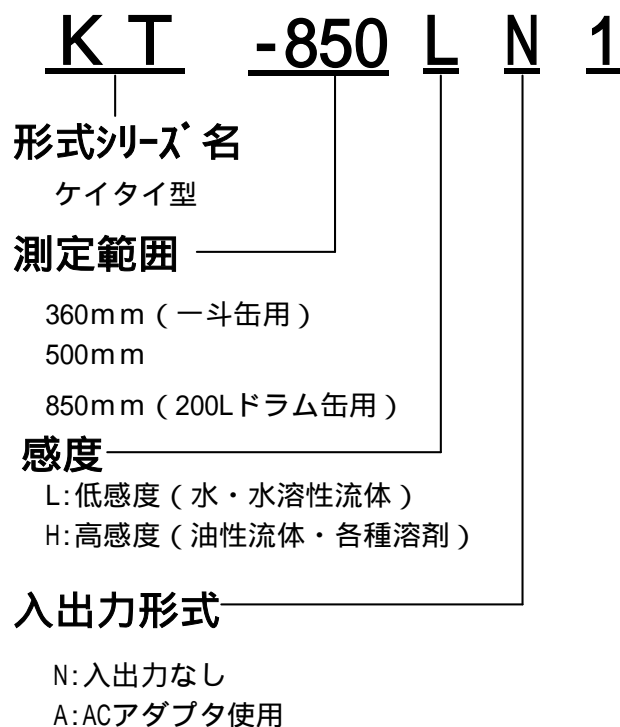 ＫＴ -850 L N 1
形式ｼﾘｰｽﾞ名
ケイタイ型
測定範囲
360ｍｍ（一斗缶用）
500ｍｍ
850ｍｍ（200Lドラム缶用）
感度
L:低感度（水・水溶性流体）
H:高感度（油性流体・各種溶剤）
入出力形式
N:入出力なし
A:ACアダプタ使用